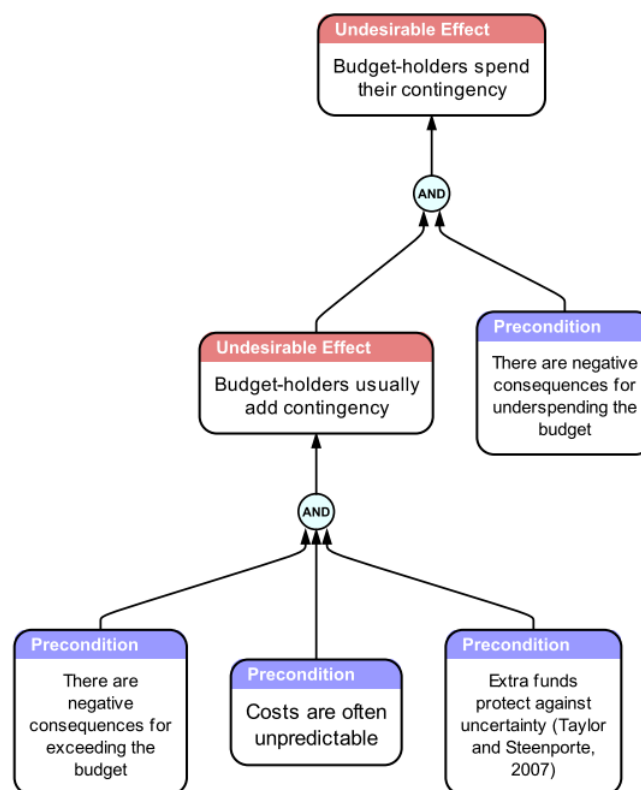 Undesirable Effect
Budget-holders spend
their contingency
AND
Undesirable Effect
Budget-holders usually
add contingency
Precondition
There are negative
consequences for
underspending the
budget
AND
Precondition
There are
negative
consequences for
exceeding the
budget
Precondition
Costs are often
unpredictable
Precondition
Extra funds
protect against
uncertainty (Taylor
and Steenporte,
2007)